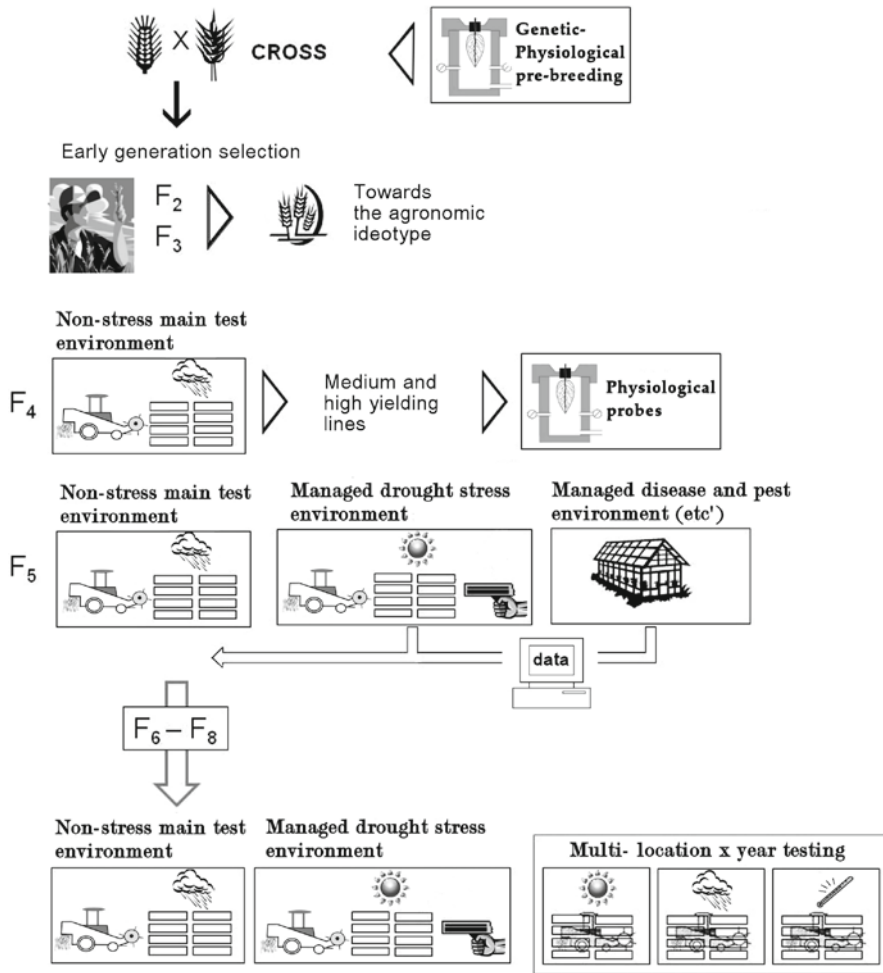 Genetic-
Physiological
pre-breeding
X CROSS
Early generation selection
F₂
F₃
Towards
the agronomic
ideotype
Non-stress main test
environment
F₄
Medium and
high yielding
lines
Physiological
probes
Non-stress main test
environment
Managed drought stress
environment
Managed disease and pest
environment (etc')
F₅
data
F₆ – F₈
Non-stress main test
environment
Managed drought stress
environment
Multi- location x year testing